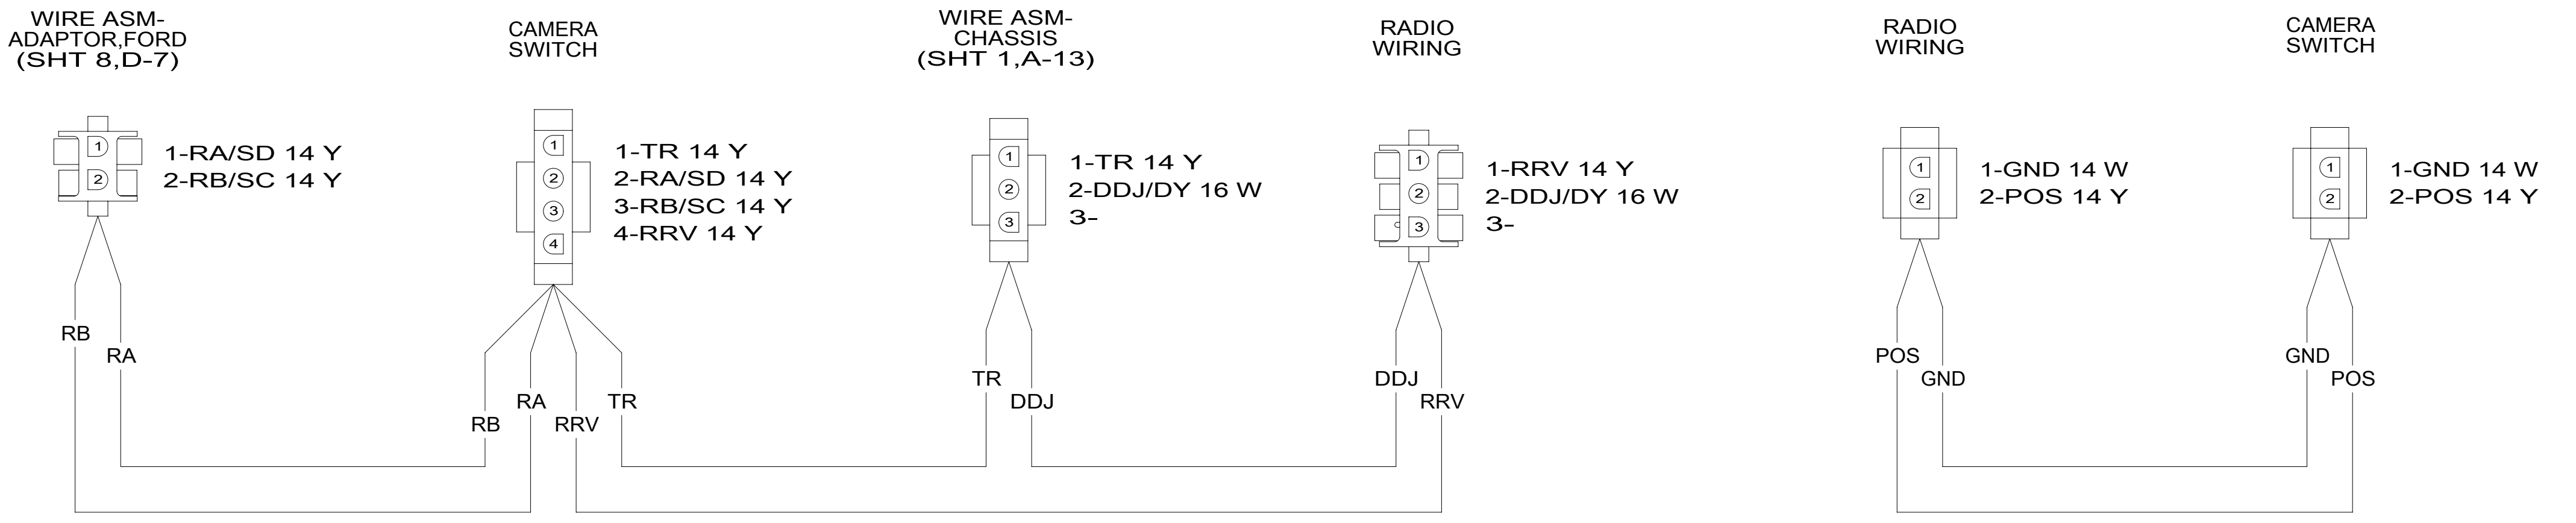 WIRE ASM-
ADAPTOR,FORD
(SHT 8,D-7)
1
2
1-RA/SD 14 Y
2-RB/SC 14 Y
RB
RA
CAMERA
SWITCH
1
2
3
4
1-TR 14 Y
2-RA/SD 14 Y
3-RB/SC 14 Y
4-RRV 14 Y
RB
RA
RRV
TR
WIRE ASM-
CHASSIS
(SHT 1,A-13)
1
2
3
1-TR 14 Y
2-DDJ/DY 16 W
3-
TR
DDJ
RADIO
WIRING
1
2
3
1-RRV 14 Y
2-DDJ/DY 16 W
3-
DDJ
RRV
RADIO
WIRING
1
2
1-GND 14 W
2-POS 14 Y
POS
GND
CAMERA
SWITCH
1
2
1-GND 14 W
2-POS 14 Y
GND
POS